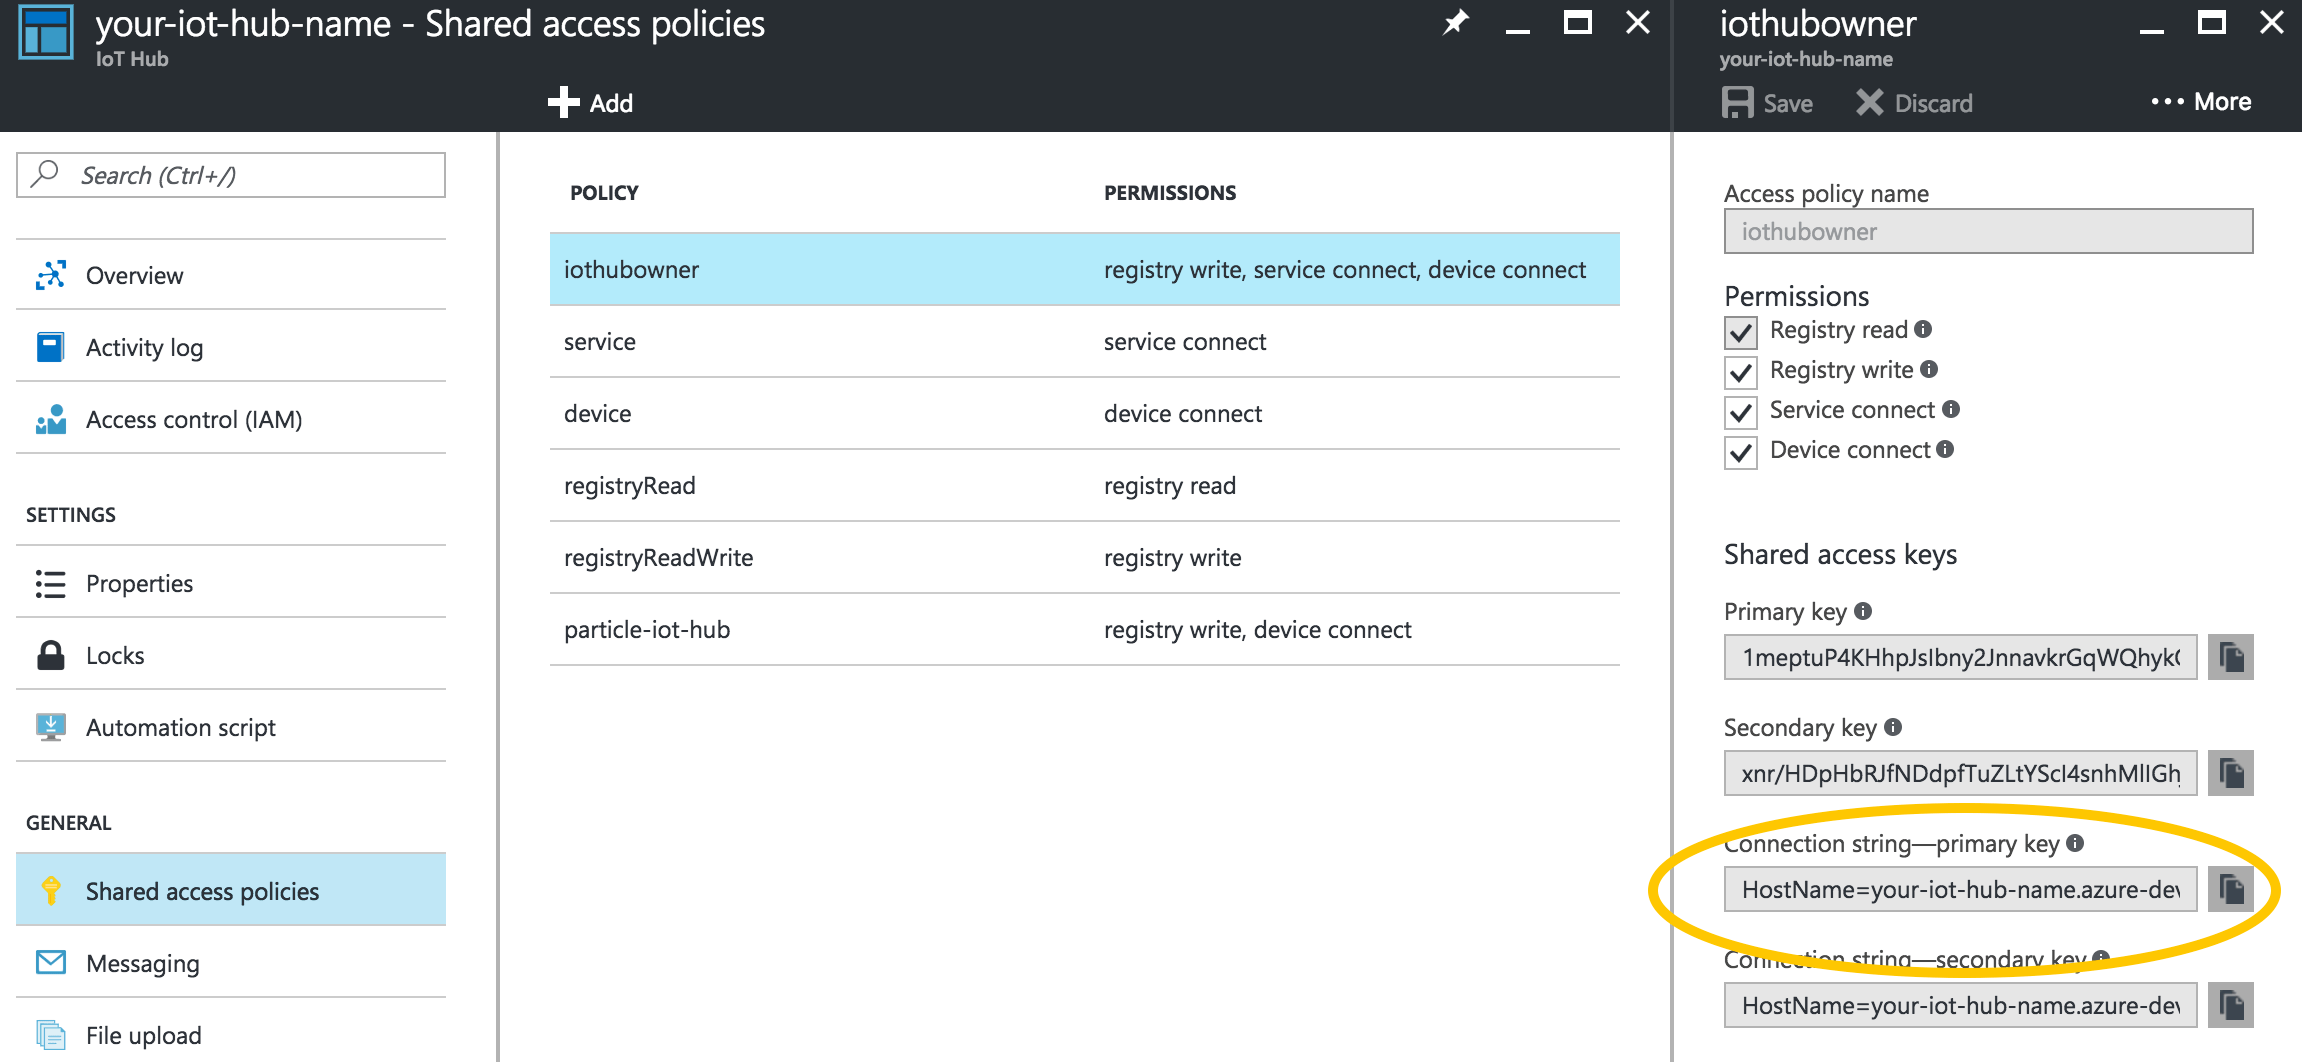 your-iot-hub-name - Shared access policies
IoT Hub
Add
Search (Ctrl+/)
Overview
Activity log
Access control (IAM)
SETTINGS
Properties
Locks
Automation script
GENERAL
Shared access policies
Messaging
File upload
POLICY PERMISSIONS
iothubowner registry write, service connect, device connect
service service connect
device device connect
registryRead registry read
registryReadWrite registry write
particle-iot-hub registry write, device connect
iothubowner
your-iot-hub-name
Save Discard ••• More
Access policy name
iothubowner
Permissions
Registry read
Registry write
Service connect
Device connect
Shared access keys
Primary key
1meptuP4KHhpJsIbny2JnnavkrGqWQhyk
Secondary key
xnr/HDpHbRJfNDdpfTuZLtYScI4snhMlIGh
Connection string—primary key
HostName=your-iot-hub-name.azure-dev
Connection string—secondary key
HostName=your-iot-hub-name.azure-dev